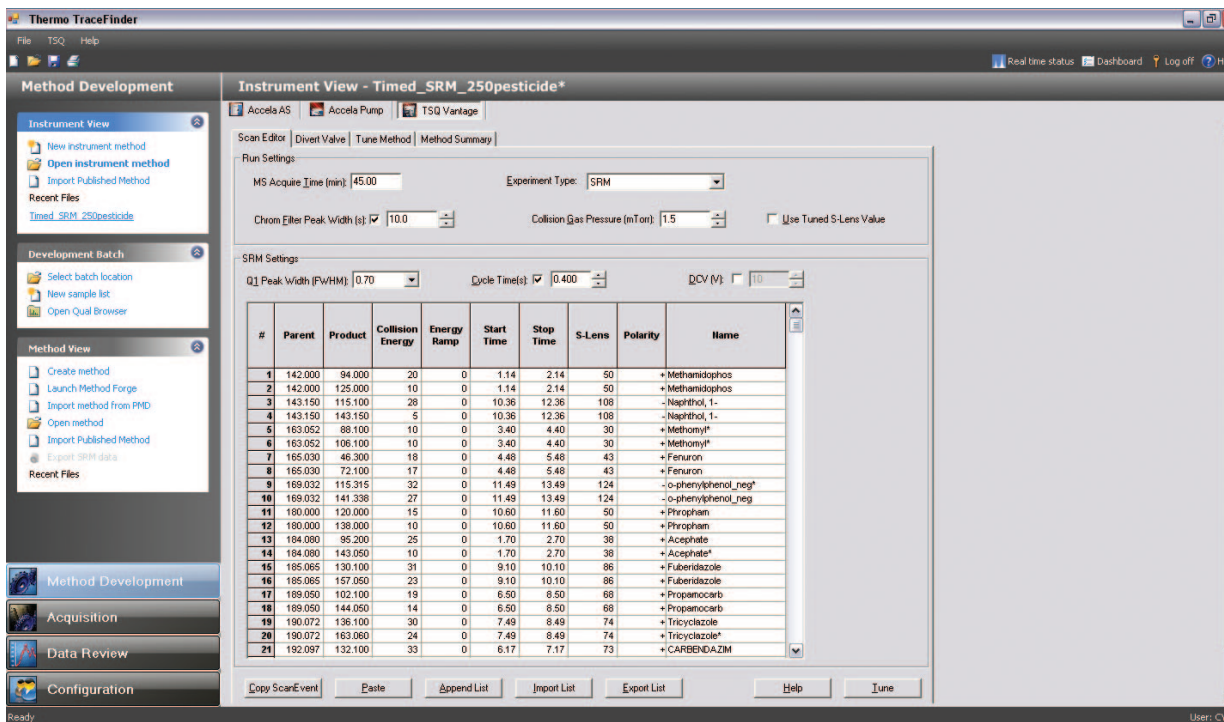 Thermo TraceFinder
File TSQ Help
Real time status Dashboard Log off H
Method Development
Instrument View - Timed_SRM_250pesticide*
Accela AS Accela Pump TSQ Vantage
Instrument View
New instrument method
Open instrument method
Import Published Method
Recent Files
Timed_SRM_250pesticide
Development Batch
Select batch location
New sample list
Open Qual Browser
Method View
Create method
Launch Method Forge
Import method from PMD
Open method
Import Published Method
Export SRM data
Recent Files
Method Development
Acquisition
Data Review
Configuration
Scan Editor Divert Valve Tune Method Method Summary
Run Settings
MS Acquire Time (min): 45.00 Experiment Type: SRM
Chrom Filter Peak Width (s): 10.0 Collision Gas Pressure (mTorr): 1.5 Use Tuned S-Lens Value
SRM Settings
Q1 Peak Width (FWHM): 0.70 Cycle Time(s): 0.400 DCV (V): 10
# Parent Product Collision Energy Energy Ramp Start Time Stop Time S-Lens Polarity Name
1 142.000 94.000 20 0 1.14 2.14 50 + Methamidophos
2 142.000 125.000 10 0 1.14 2.14 50 + Methamidophos
3 143.150 115.100 28 0 10.36 12.36 108 - Naphthol, 1-
4 143.150 143.150 5 0 10.36 12.36 108 - Naphthol, 1-
5 163.052 88.100 10 0 3.40 4.40 30 + Methomyl*
6 163.052 106.100 10 0 3.40 4.40 30 + Methomyl*
7 165.030 46.300 18 0 4.48 5.48 43 + Fenuron
8 165.030 72.100 17 0 4.48 5.48 43 + Fenuron
9 169.032 115.315 32 0 11.49 13.49 124 - o-phenylphenol_neg*
10 169.032 141.338 27 0 11.49 13.49 124 - o-phenylphenol_neg
11 180.000 120.000 15 0 10.60 11.60 50 + Phropham
12 180.000 138.000 10 0 10.60 11.60 50 + Phropham
13 184.080 95.200 25 0 1.70 2.70 38 + Acephate
14 184.080 143.050 10 0 1.70 2.70 38 + Acephate*
15 185.065 130.100 31 0 9.10 10.10 86 + Fuberidazole
16 185.065 157.050 23 0 9.10 10.10 86 + Fuberidazole
17 189.050 102.100 19 0 6.50 8.50 68 + Propamocarb
18 189.050 144.050 14 0 6.50 8.50 68 + Propamocarb
19 190.072 136.100 30 0 7.49 8.49 74 + Tricyclazole
20 190.072 163.060 24 0 7.49 8.49 74 + Tricyclazole*
21 192.097 132.100 33 0 6.17 7.17 73 + CARBENDAZIM
Copy ScanEvent Paste Append List Import List Export List Help Tune
Ready User: